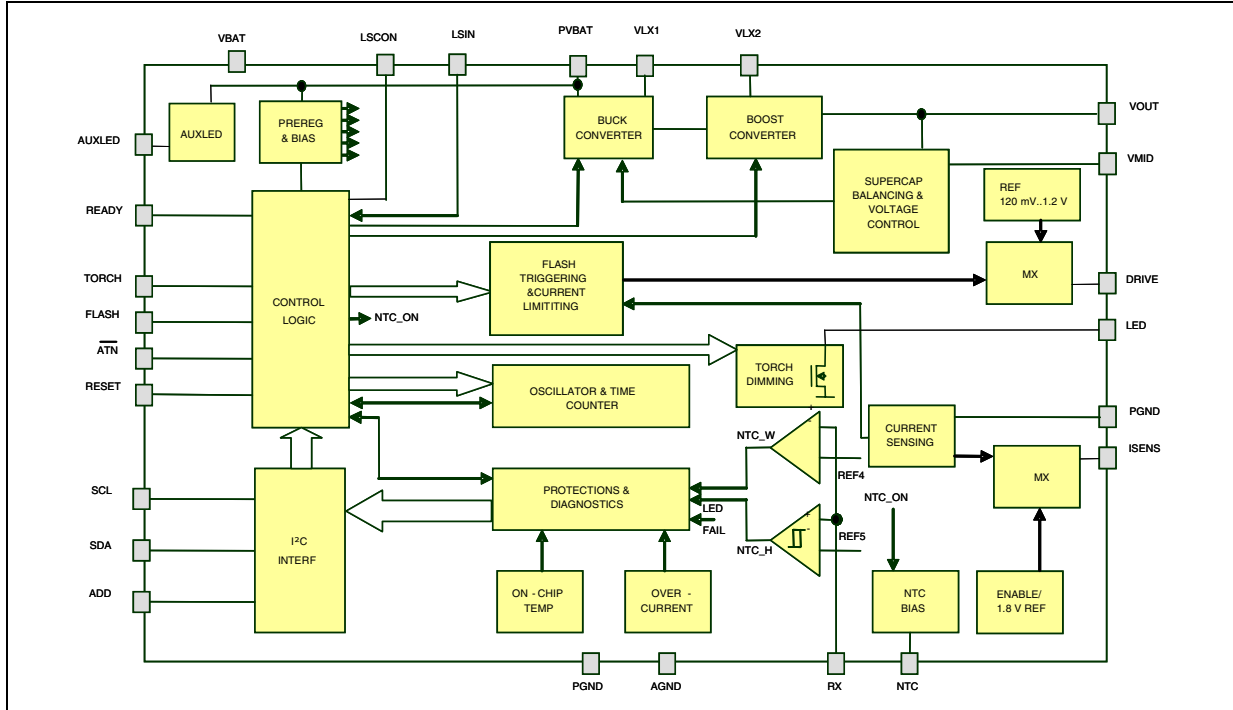 VBAT
LSCON
LSIN
PVBAT
VLX1
VLX2
AUXLED
AUXLED
PREREG
& BIAS
BUCK
CONVERTER
BOOST
CONVERTER
VOUT
VMID
SUPERCAP
BALANCING &
VOLTAGE
CONTROL
REF
120 mV..1.2 V
READY
TORCH
FLASH
ATN
RESET
CONTROL
LOGIC
NTC_ON
FLASH
TRIGGERING
&CURRENT
LIMITITING
MX
DRIVE
LED
TORCH
DIMMING
OSCILLATOR & TIME
COUNTER
CURRENT
SENSING
PGND
ISENS
MX
NTC_W
+
-
REF4
SCL
SDA
ADD
I²C
INTERF
PROTECTIONS &
DIAGNOSTICS
LED
FAIL
NTC_H
+
-
REF5
NTC_ON
ON - CHIP
TEMP
OVER -
CURRENT
NTC
BIAS
ENABLE/
1.8 V REF
PGND
AGND
RX
NTC